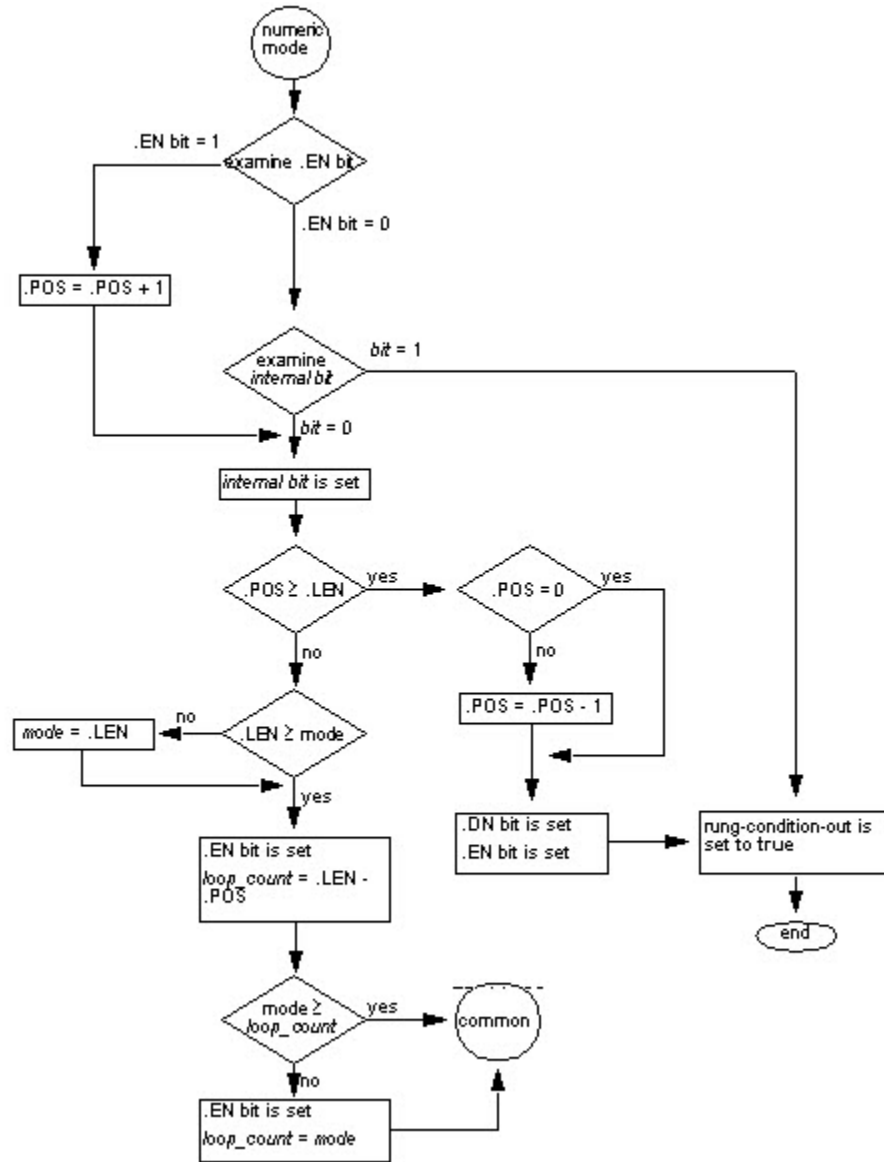 numeric
mode
.EN bit = 1
examine .EN bit
.EN bit = 0
.POS = .POS + 1
examine
internal bit
bit = 1
bit = 0
internal bit is set
.POS ≥ .LEN
yes
.POS = 0
yes
no
no
.POS = .POS - 1
mode = .LEN
no
.LEN ≥ mode
yes
.DN bit is set
.EN bit is set
rung-condition-out is
set to true
.EN bit is set
loop_count = .LEN -
.POS
end
mode ≥
loop_count
yes
common
no
.EN bit is set
loop_count = mode